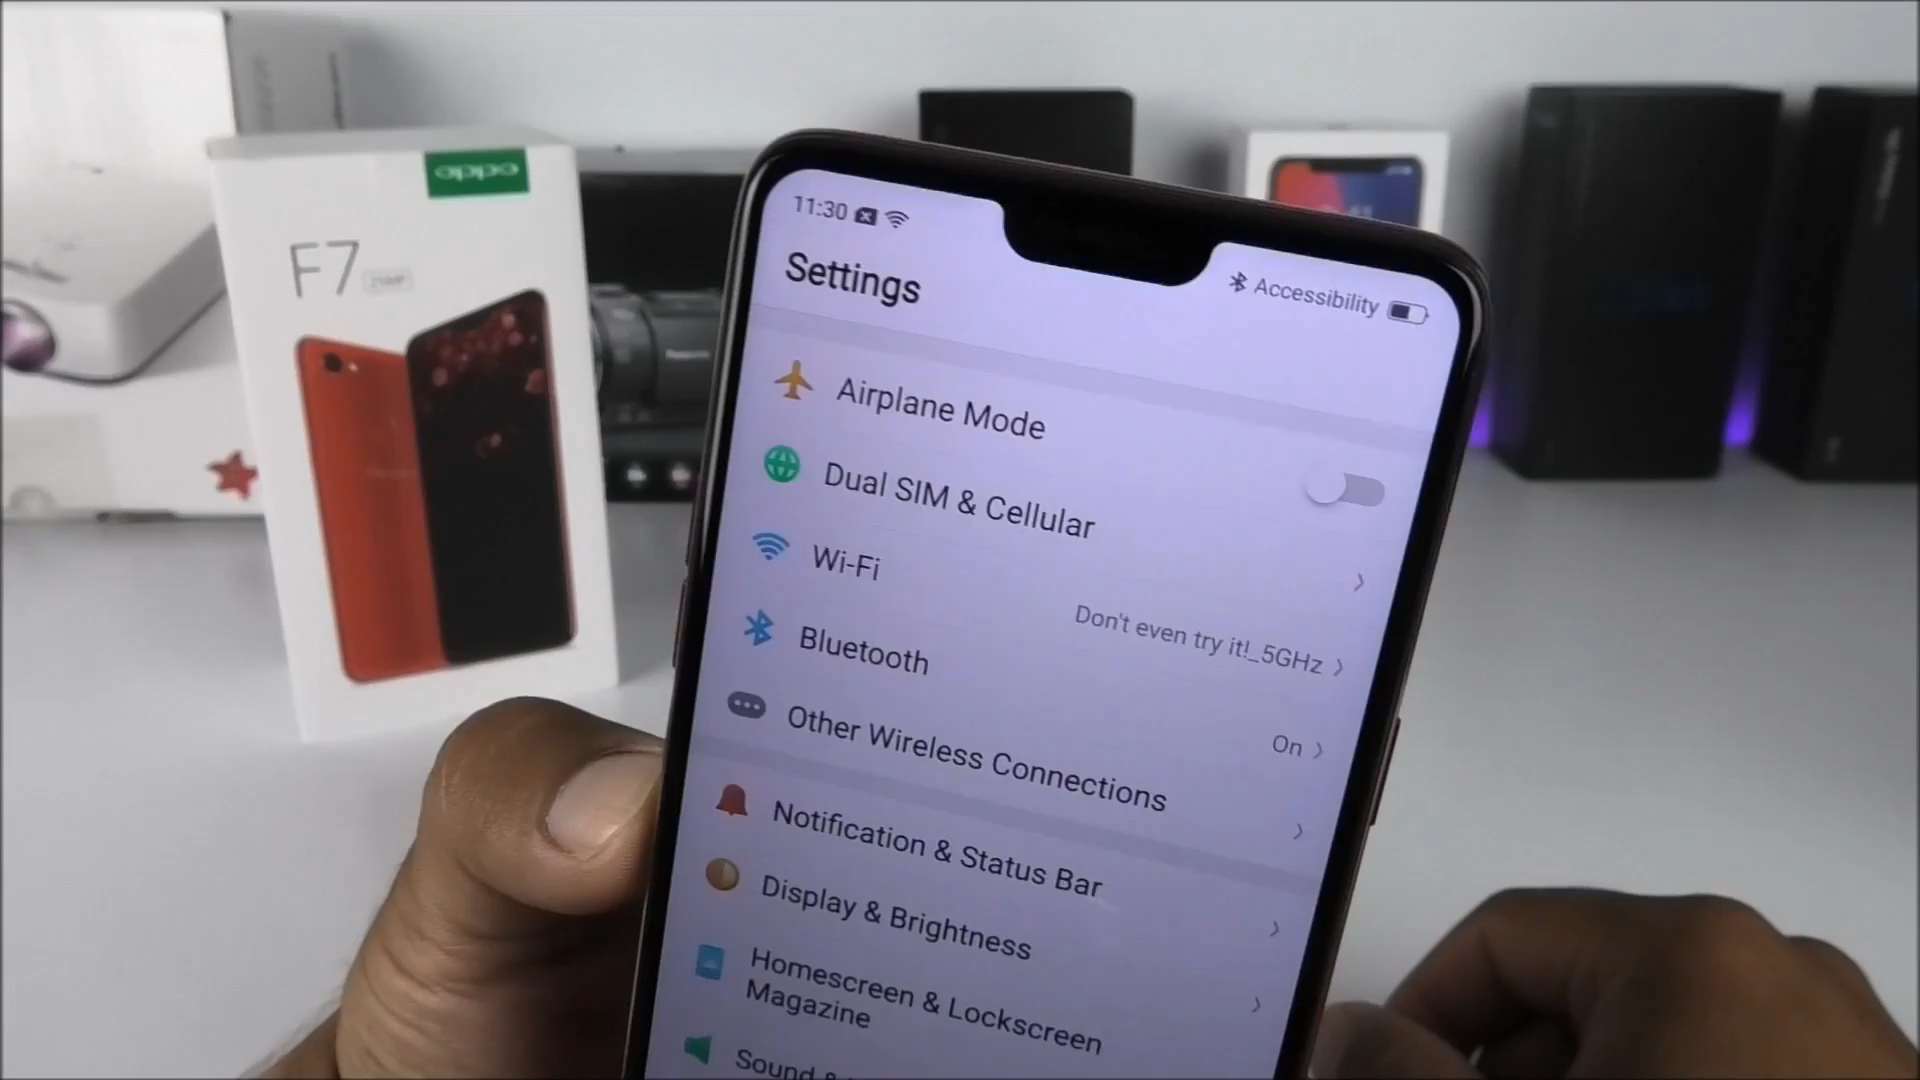 oppo
F7
11:30
Accessibility
Settings
Airplane Mode
Dual SIM & Cellular
Wi-Fi
Don't even try it!_5GHz
Bluetooth
On
Other Wireless Connections
Notification & Status Bar
Display & Brightness
Homescreen & Lockscreen
Magazine
Sound &